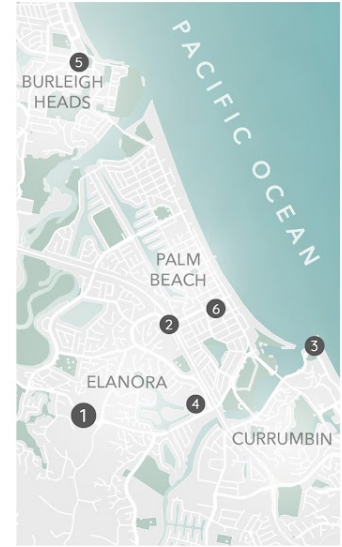 PACIFIC OCEAN
5
BURLEIGH
HEADS
PALM
BEACH
6
2
3
ELANORA
4
1
CURRUMBIN